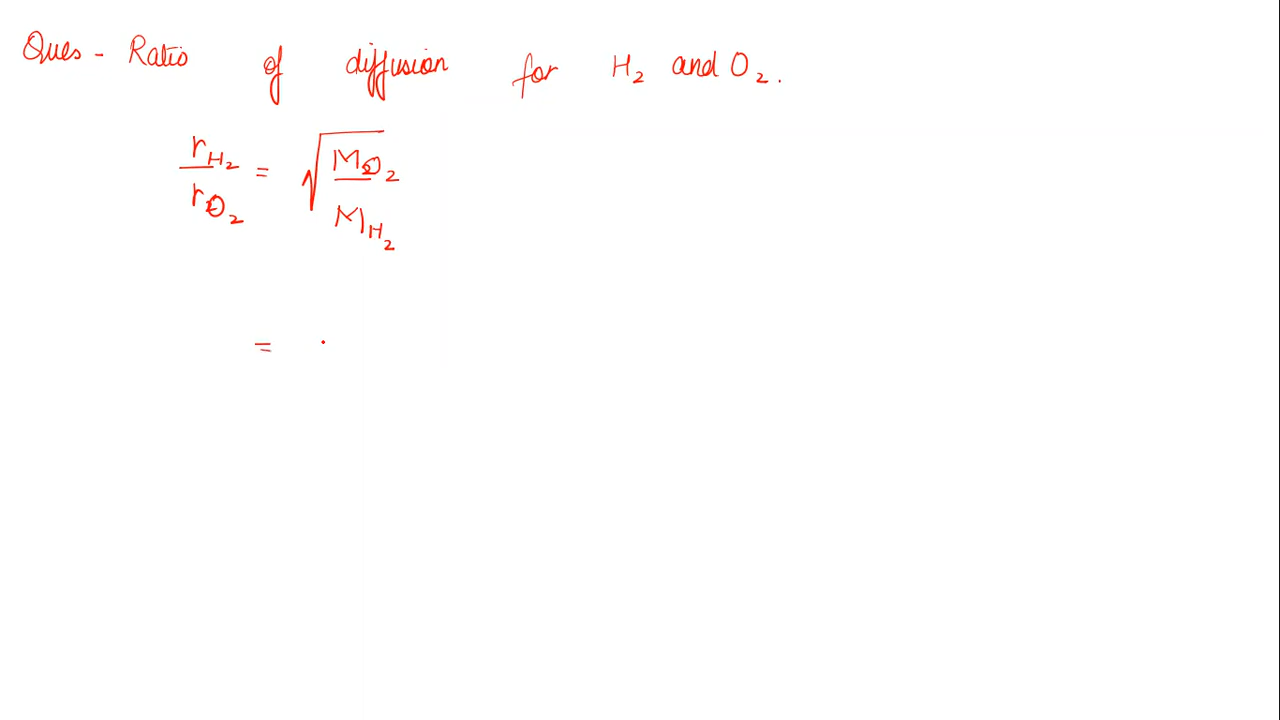 Ques - Ratio of diffusion for H₂ and O₂.
r_H₂ / r_O₂ = √(M_O₂ / M_H₂)
=